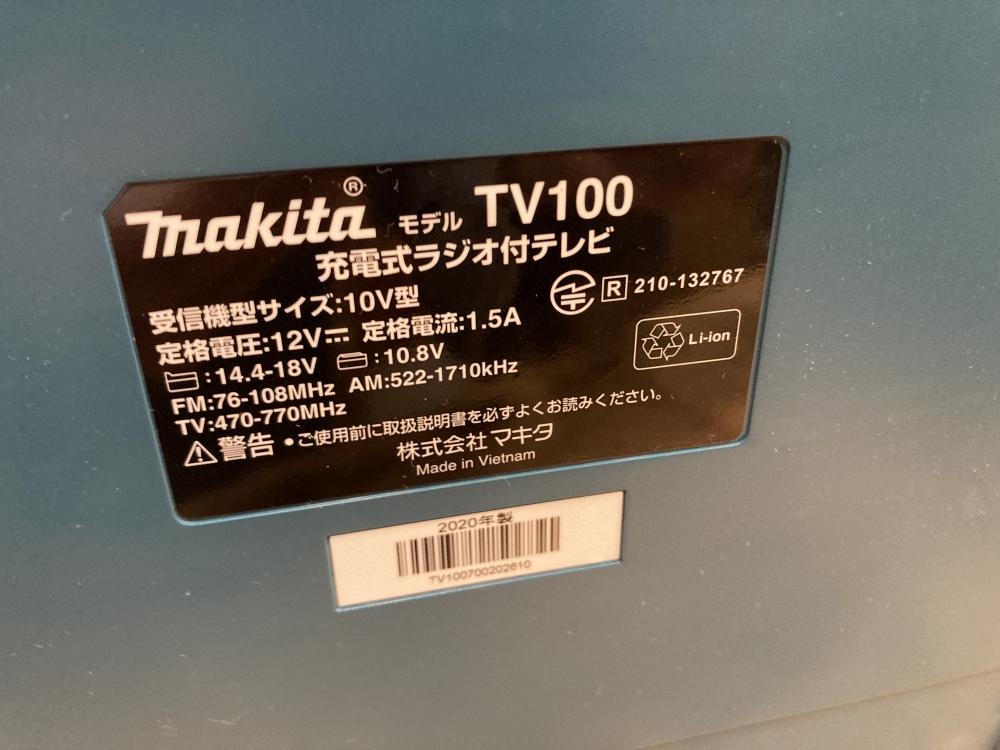 makita® モデル TV100
充電式ラジオ付テレビ
受信機型サイズ:10V型
R 210-132767
定格電圧:12V⎓ 定格電流:1.5A
:14.4-18V :10.8V
Li-ion
FM:76-108MHz AM:522-1710kHz
TV:470-770MHz
警告 •ご使用前に取扱説明書を必ずよくお読みください。
株式会社 マキタ
Made in Vietnam
2020年製
TV100700202610